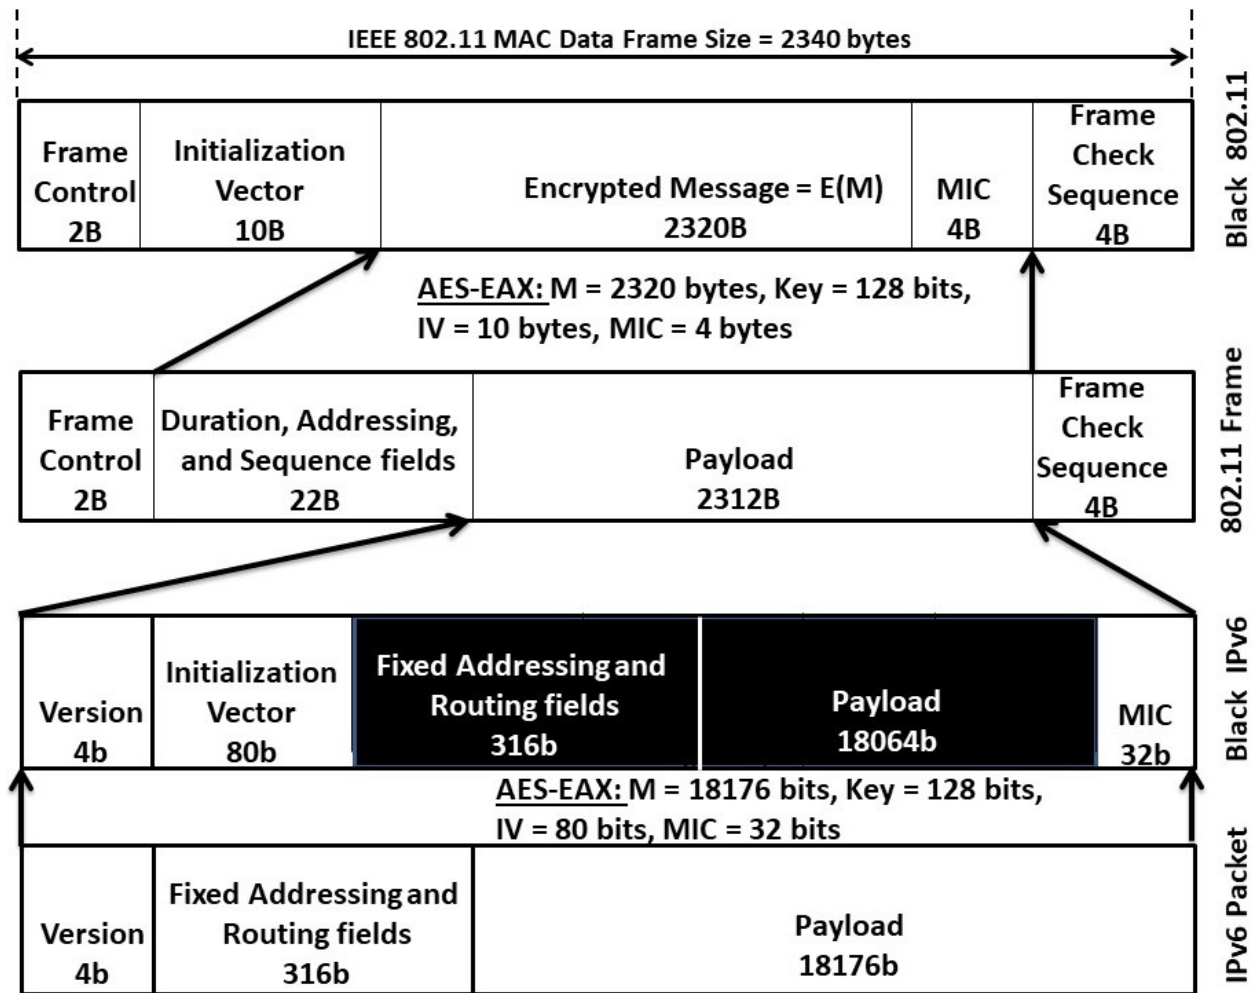 IEEE 802.11 MAC Data Frame Size = 2340 bytes
Frame
Control
2B
Initialization
Vector
10B
Encrypted Message = E(M)
2320B
MIC
4B
Frame
Check
Sequence
4B
Black 802.11
AES-EAX: M = 2320 bytes, Key = 128 bits,
IV = 10 bytes, MIC = 4 bytes
Frame
Control
2B
Duration, Addressing,
and Sequence fields
22B
Payload
2312B
Frame
Check
Sequence
4B
802.11 Frame
Version
4b
Initialization
Vector
80b
Fixed Addressing and
Routing fields
316b
Payload
18064b
MIC
32b
Black IPv6
AES-EAX: M = 18176 bits, Key = 128 bits,
IV = 80 bits, MIC = 32 bits
Version
4b
Fixed Addressing and
Routing fields
316b
Payload
18176b
IPv6 Packet